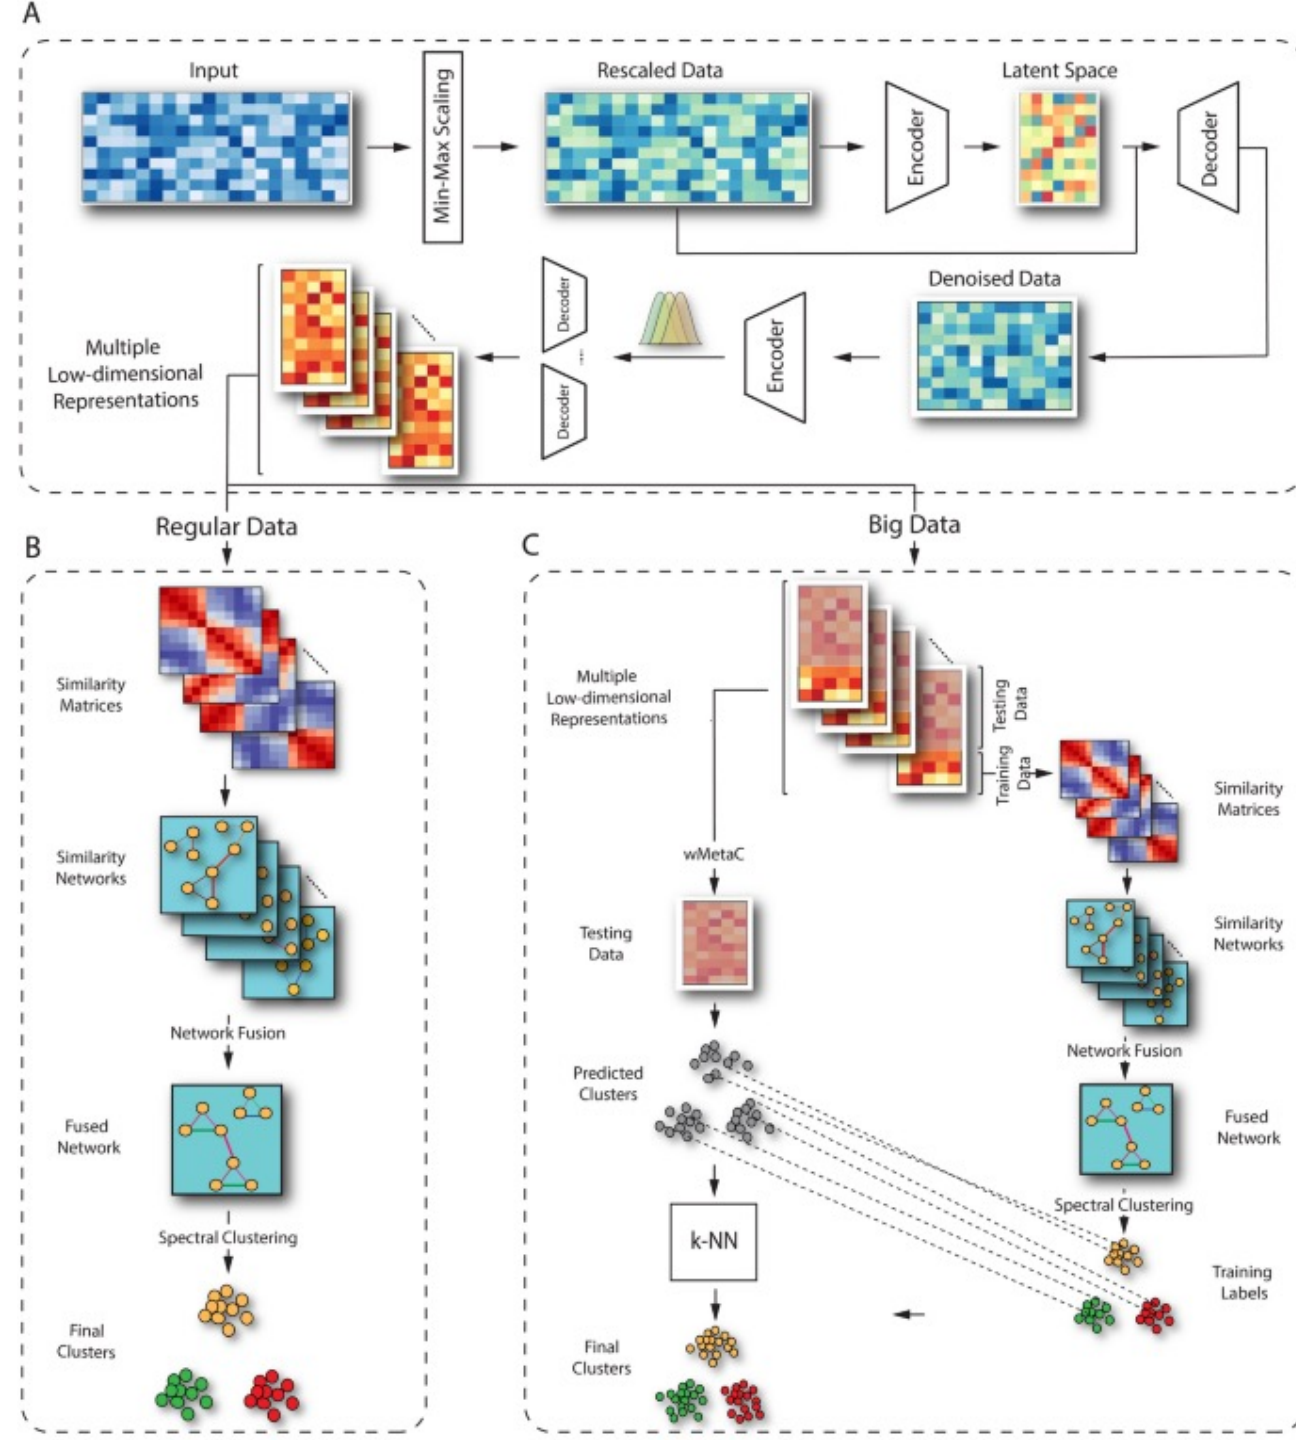 A
Input
Min-Max Scaling
Rescaled Data
Encoder
Latent Space
Decoder
Denoised Data
Encoder
Decoder
Decoder
Multiple
Low-dimensional
Representations
Regular Data
Big Data
B
Similarity
Matrices
Similarity
Networks
Network Fusion
Fused
Network
Spectral Clustering
Final
Clusters
C
Multiple
Low-dimensional
Representations
Testing
Data
Training
Data
Similarity
Matrices
wMetaC
Testing
Data
Similarity
Networks
Network Fusion
Predicted
Clusters
Fused
Network
Spectral Clustering
k-NN
Training
Labels
Final
Clusters